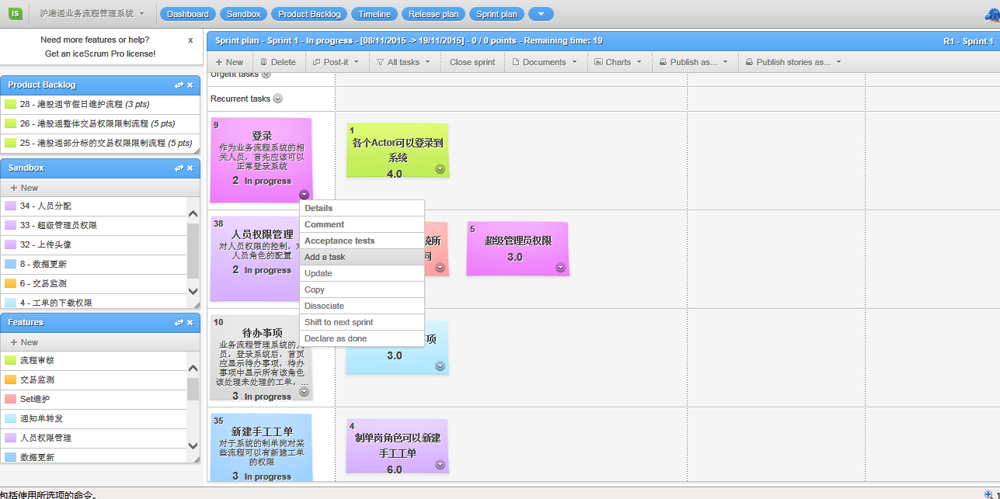 IS 沪港通业务流程管理系统 Dashboard Sandbox Product Backlog Timeline Release plan Sprint plan
Need more features or help? x
Get an iceScrum Pro license!
Product Backlog
28 - 港股通节假日维护流程 (3 pts)
26 - 港股通整体交易权限限制流程 (5 pts)
25 - 港股通部分标的交易权限限制流程 (5 pts)
Sandbox
+ New
34 - 人员分配
33 - 超级管理员权限
32 - 上传头像
8 - 数据更新
6 - 交易监测
4 - 工单的下载权限
Features
+ New
流程审核
交易监测
Set维护
通知单转发
人员权限管理
数据更新
Sprint plan - Sprint 1 - In progress - [08/11/2015 -> 19/11/2015] - 0 / 0 points - Remaining time: 19 R1 - Sprint 1
+ New Delete Post-it All tasks Close sprint Documents Charts Publish as... Publish stories as...
Urgent tasks
Recurrent tasks
9
登录
作为业务流程系统的相
关人员，首先应该可以
正常登录系统
2 In progress
1
各个Actor可以登录到
系统
4.0
38
人员权限管理
对人员权限的控制，
人员角色的配置
2 In progress
Details
Comment
Acceptance tests
Add a task
Update
Copy
Dissociate
Shift to next sprint
Declare as done
统所
司
5
超级管理员权限
3.0
10
待办事项
业务流程管理系统的人
员，登录系统后，首页
应显示待办事项，待办
事项中显示所有该角色
该处理未处理的工单，...
3 In progress
事项
3.0
35
新建手工工单
对于系统的制单岗对某
些流程可以有新建工单
的权限
3 In progress
4
制单岗角色可以新建
手工工单
6.0
包括使用所选项的命令。